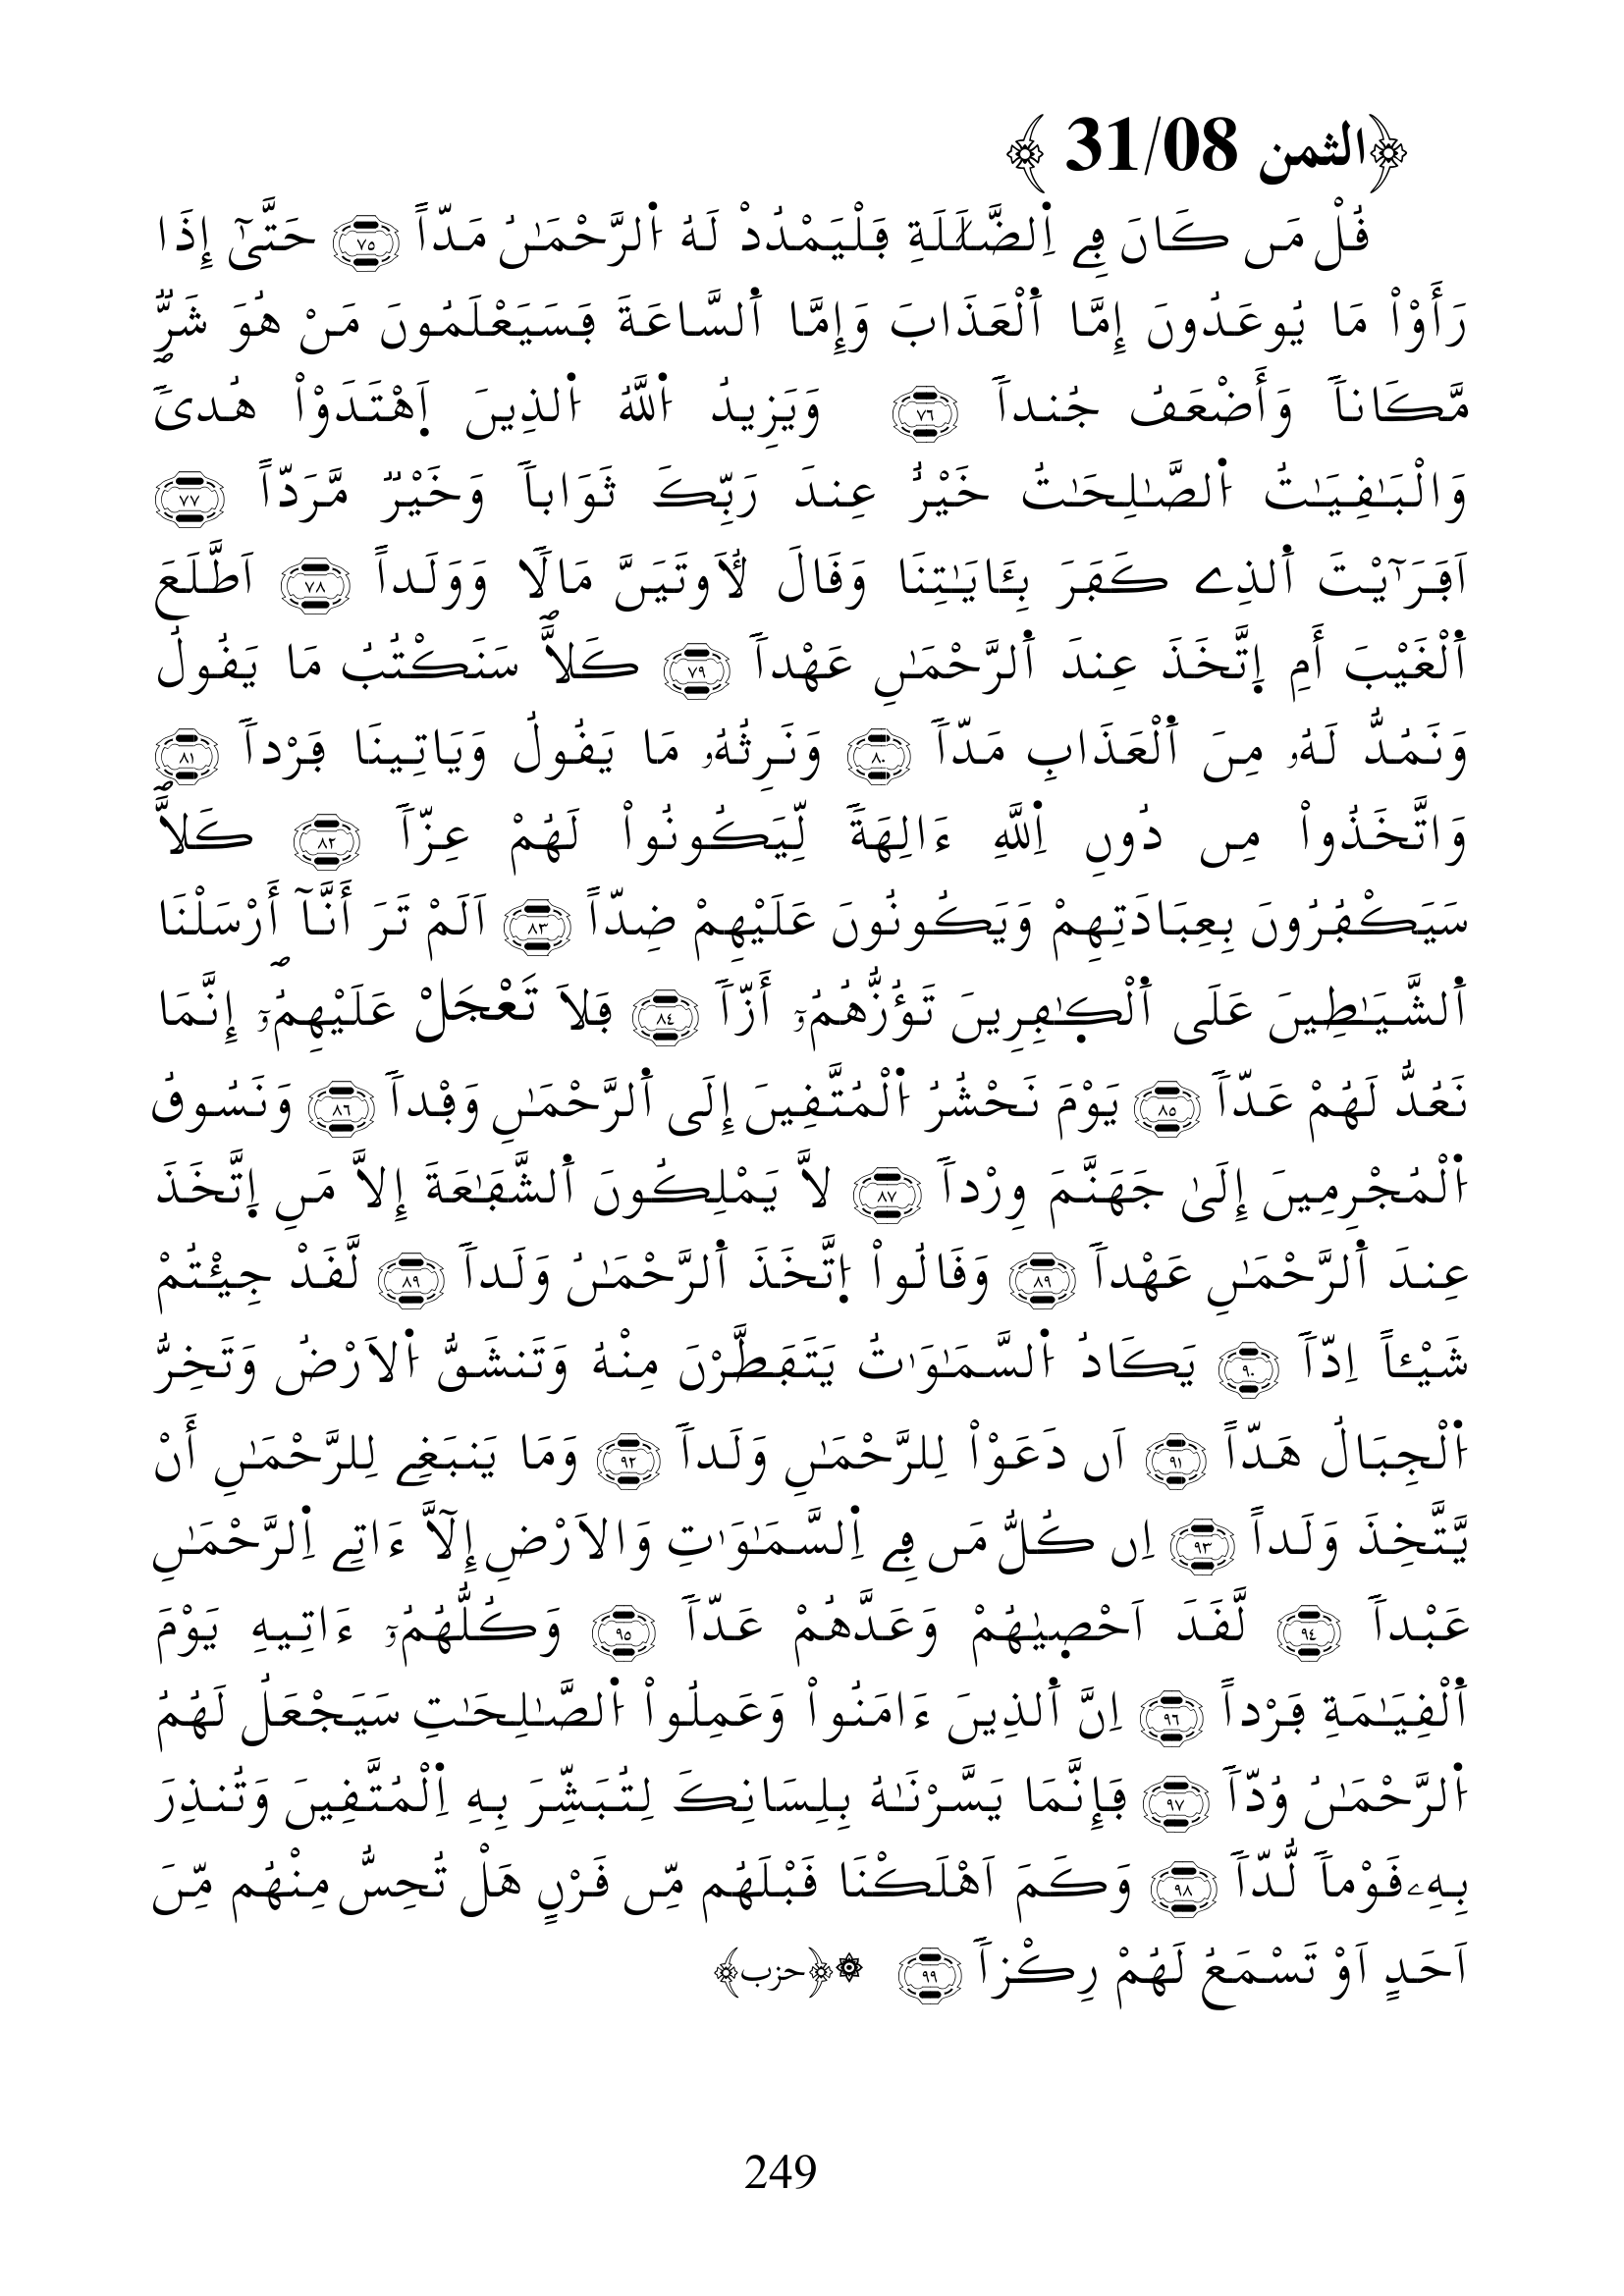 ﴿الثمن 31/08 ﴾
قُلْ مَن كَانَ فِے اِ۬لضَّلَٰلَةِ فَلْيَمْدُدْ لَهُ اُ۬لرَّحْمَٰنُ مَدّاًۖ ٧٥ حَتَّىٰٓ إِذَا
رَأَوْاْ مَا يُوعَدُونَ إِمَّا اَ۬لْعَذَابَ وَإِمَّا اَ۬لسَّاعَةَ فَسَيَعْلَمُونَ مَنْ هُوَ شَرّٞ
مَّكَاناٗ وَأَضْعَفُ جُنداٗۖ ٧٦ وَيَزِيدُ اُ۬للَّهُ اُ۬لذِينَ اَ۪هْتَدَوْاْ هُدىٗۖ
وَالْبَٰقِيَٰتُ اُ۬لصَّٰلِحَٰتُ خَيْرٌ عِندَ رَبِّكَ ثَوَاباٗ وَخَيْرٞ مَّرَدّاًۖ ٧٧
اَفَرَٰٓيْتَ اَ۬لذِے كَفَرَ بِـَٔايَٰتِنَا وَقَالَ لَأُوتَيَنَّ مَالاٗ وَوَلَداًۖ ٧٨ اَطَّلَعَ
اَ۬لْغَيْبَ أَمِ اِ۪تَّخَذَ عِندَ اَ۬لرَّحْمَٰنِ عَهْداٗۖ ٧٩ كَلَّاۖ سَنَكْتُبُ مَا يَقُولُ
وَنَمُدُّ لَهُۥ مِنَ اَ۬لْعَذَابِ مَدّاٗ ٨٠ وَنَرِثُهُۥ مَا يَقُولُ وَيَاتِينَا فَرْداٗۖ ٨١
وَاتَّخَذُواْ مِن دُونِ اِ۬للَّهِ ءَالِهَةٗ لِّيَكُونُواْ لَهُمْ عِزّاٗ ٨٢ كَلَّاۖ
سَيَكْفُرُونَ بِعِبَادَتِهِمْ وَيَكُونُونَ عَلَيْهِمْ ضِدّاًۖ ٨٣ اَلَمْ تَرَ أَنَّآ أَرْسَلْنَا
اَ۬لشَّيَٰطِينَ عَلَى اَ۬لْكٰ۪فِرِينَ تَؤُزُّهُمُۥٓ أَزّاٗۖ ٨٤ فَلَا تَعْجَلْ عَلَيْهِمُۥٓ إِنَّمَا
نَعُدُّ لَهُمْ عَدّاٗۖ ٨٥ يَوْمَ نَحْشُرُ اُ۬لْمُتَّقِينَ إِلَى اَ۬لرَّحْمَٰنِ وَفْداٗ ٨٦ وَنَسُوقُ
اُ۬لْمُجْرِمِينَ إِلَىٰ جَهَنَّمَ وِرْداٗۖ ٨٧ لَّا يَمْلِكُونَ اَ۬لشَّفَٰعَةَ إِلَّا مَنِ اِ۪تَّخَذَ
عِندَ اَ۬لرَّحْمَٰنِ عَهْداٗۖ ٨٩ وَقَالُواْ اُ۪تَّخَذَ اَ۬لرَّحْمَٰنُ وَلَداٗۖ ٨٩ لَّقَدْ جِيْـْٔتُمْ
شَيْـٔاً اِدّاٗ ٩٠ يَكَادُ اُ۬لسَّمَٰوَٰتُ يَتَفَطَّرْنَ مِنْهُ وَتَنشَقُّ اُ۬لَارْضُ وَتَخِرُّ
اُ۬لْجِبَالُ هَدّاً ٩١ اَن دَعَوْاْ لِلرَّحْمَٰنِ وَلَداٗۖ ٩٢ وَمَا يَنبَغِے لِلرَّحْمَٰنِ أَنْ
يَّتَّخِذَ وَلَداًۖ ٩٣ اِن كُلُّ مَن فِے اِ۬لسَّمَٰوَٰتِ وَالَارْضِ إِلَّآ ءَاتِے اِ۬لرَّحْمَٰنِ
عَبْداٗۖ ٩٤ لَّقَدَ اَحْص۪يٰهُمْ وَعَدَّهُمْ عَدّاٗۖ ٩٥ وَكُلُّهُمُۥٓ ءَاتِيهِ يَوْمَ
اَ۬لْقِيَٰمَةِ فَرْداًۖ ٩٦ اِنَّ اَ۬لذِينَ ءَامَنُواْ وَعَمِلُواْ اُ۬لصَّٰلِحَٰتِ سَيَجْعَلُ لَهُمُ
اُ۬لرَّحْمَٰنُ وُدّاٗۖ ٩٧ فَإِنَّمَا يَسَّرْنَٰهُ بِلِسَانِكَ لِتُبَشِّرَ بِهِ اِ۬لْمُتَّقِينَ وَتُنذِرَ
بِهِۦ قَوْماٗ لُّدّاٗۖ ٩٨ وَكَمَ اَهْلَكْنَا قَبْلَهُم مِّن قَرْنٍ هَلْ تُحِسُّ مِنْهُم مِّنَ
اَحَدٍ اَوْ تَسْمَعُ لَهُمْ رِكْزاٗۖ ٩٩ ۞﴿حزب﴾
249